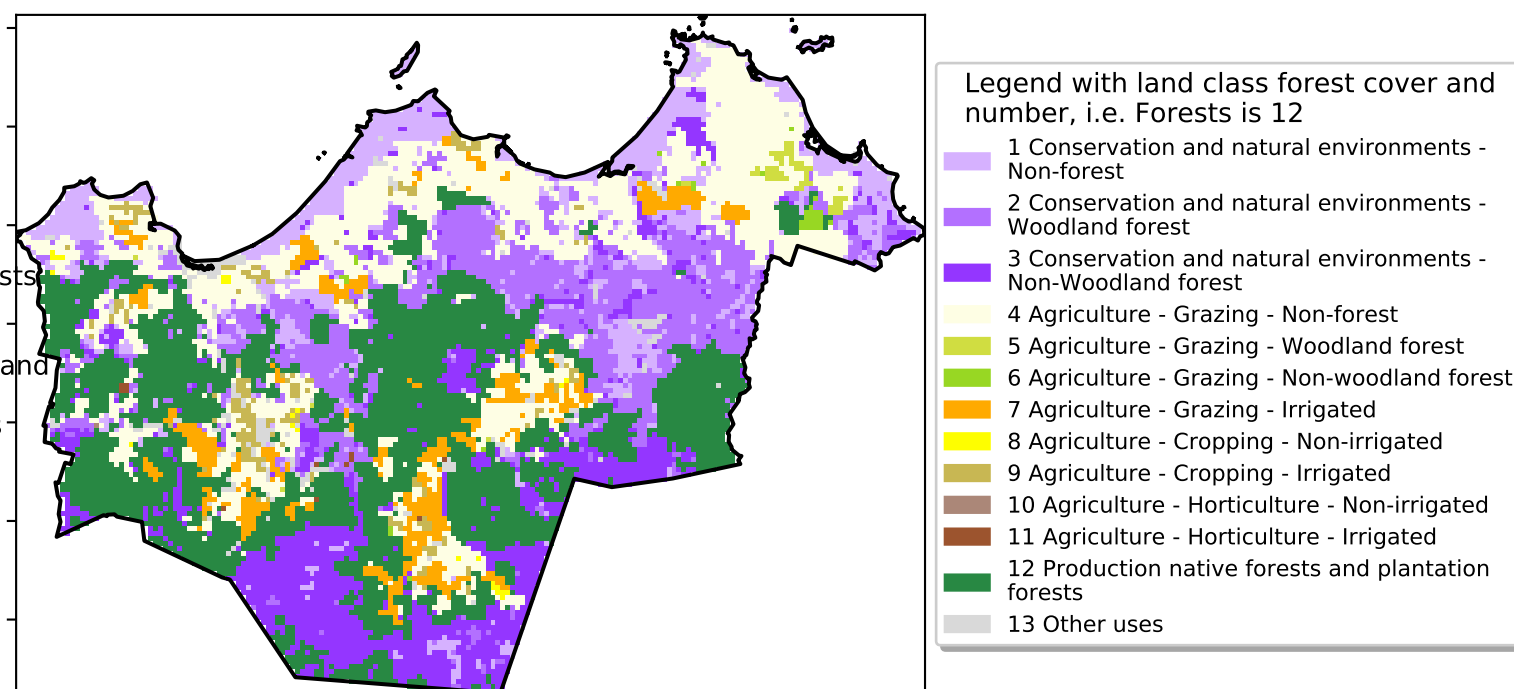 Legend with land class forest cover and
number, i.e. Forests is 12
1 Conservation and natural environments -
Non-forest
2 Conservation and natural environments -
Woodland forest
3 Conservation and natural environments -
Non-Woodland forest
4 Agriculture - Grazing - Non-forest
5 Agriculture - Grazing - Woodland forest
6 Agriculture - Grazing - Non-woodland forest
7 Agriculture - Grazing - Irrigated
8 Agriculture - Cropping - Non-irrigated
9 Agriculture - Cropping - Irrigated
10 Agriculture - Horticulture - Non-irrigated
11 Agriculture - Horticulture - Irrigated
12 Production native forests and plantation
forests
13 Other uses
sts
and